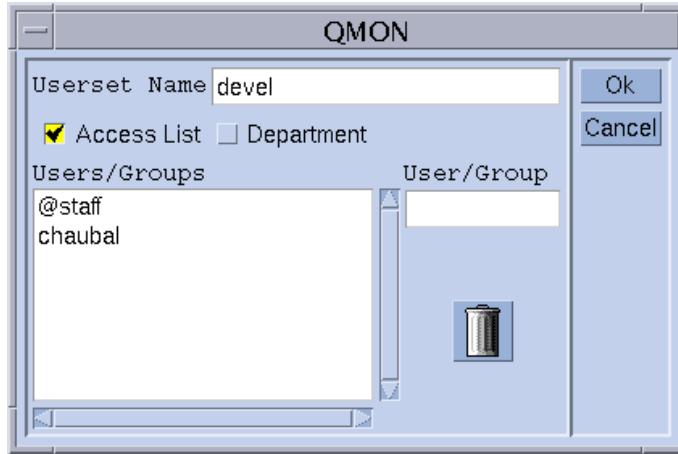 QMON
Userset Name devel
Ok
Access List Department
Cancel
Users/Groups User/Group
@staff
chaubal